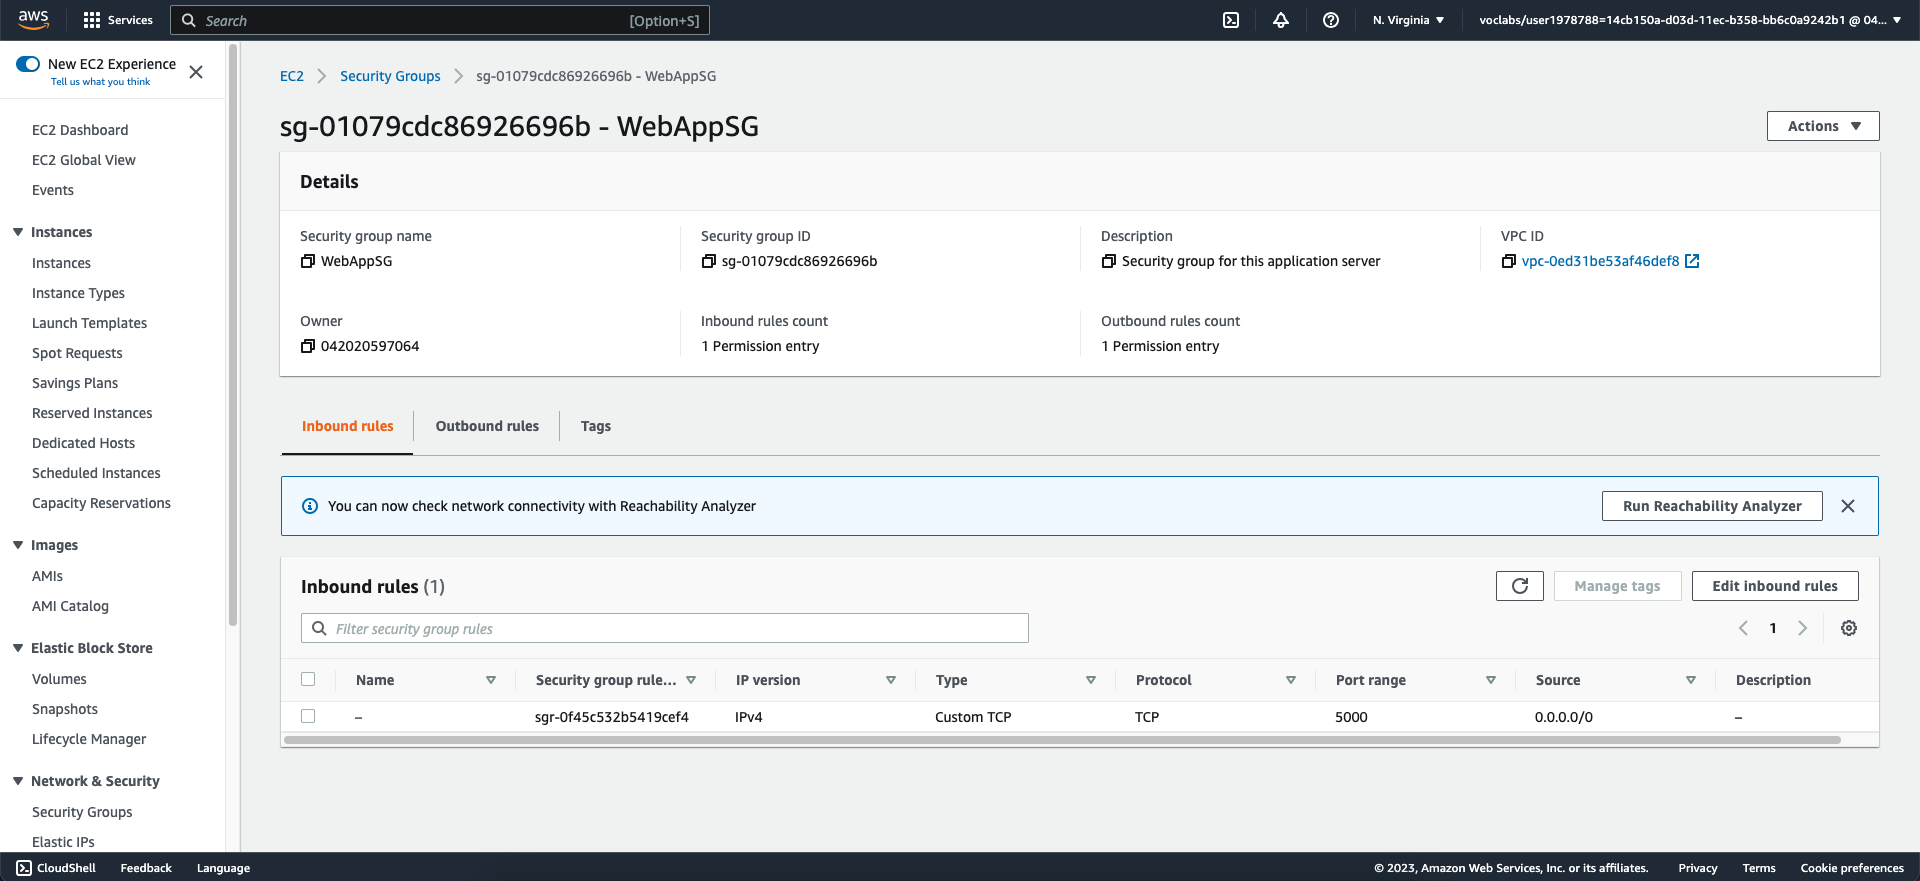 aws
Services
Search
[Option+S]
N. Virginia
voclabs/user1978788=14cb150a-d03d-11ec-b358-bb6c0a9242b1 @ 04...
New EC2 Experience
Tell us what you think
EC2 Dashboard
EC2 Global View
Events
Instances
Instances
Instance Types
Launch Templates
Spot Requests
Savings Plans
Reserved Instances
Dedicated Hosts
Scheduled Instances
Capacity Reservations
Images
AMIs
AMI Catalog
Elastic Block Store
Volumes
Snapshots
Lifecycle Manager
Network & Security
Security Groups
Elastic IPs
EC2 > Security Groups > sg-01079cdc86926696b - WebAppSG
sg-01079cdc86926696b - WebAppSG
Actions
Details
Security group name
WebAppSG
Security group ID
sg-01079cdc86926696b
Description
Security group for this application server
VPC ID
vpc-0ed31be53af46def8
Owner
042020597064
Inbound rules count
1 Permission entry
Outbound rules count
1 Permission entry
Inbound rules
Outbound rules
Tags
You can now check network connectivity with Reachability Analyzer
Run Reachability Analyzer
Inbound rules (1)
Manage tags
Edit inbound rules
Filter security group rules
1
Name Security group rule... IP version Type Protocol Port range Source Description
– sgr-0f45c532b5419cef4 IPv4 Custom TCP TCP 5000 0.0.0.0/0 –
CloudShell
Feedback
Language
© 2023, Amazon Web Services, Inc. or its affiliates.
Privacy
Terms
Cookie preferences